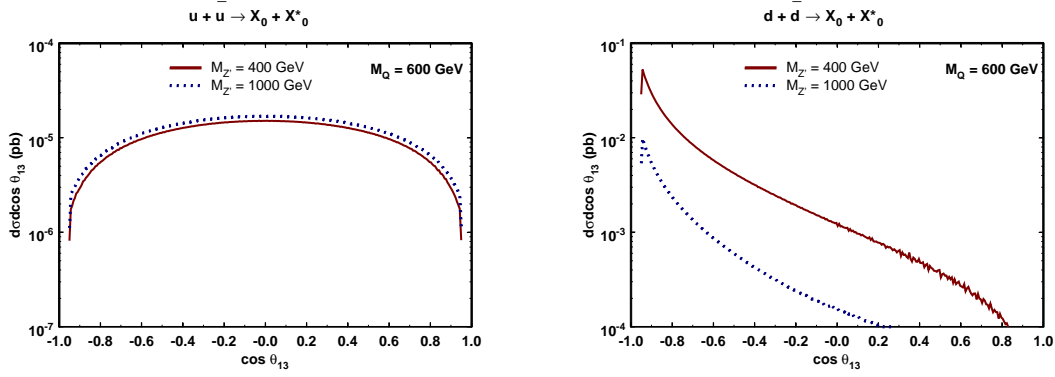 u + u̅ → X₀ + X*₀
M_Z' = 400 GeV
M_Z' = 1000 GeV
M_Q = 600 GeV
dσdcos θ₁₃ (pb)
10⁻⁴
10⁻⁵
10⁻⁶
10⁻⁷
-1.0 -0.8 -0.6 -0.4 -0.2 0.0 0.2 0.4 0.6 0.8 1.0
cos θ₁₃
d + d̅ → X₀ + X*₀
M_Z' = 400 GeV
M_Z' = 1000 GeV
M_Q = 600 GeV
dσdcos θ₁₃ (pb)
10⁻¹
10⁻²
10⁻³
10⁻⁴
-1.0 -0.8 -0.6 -0.4 -0.2 0.0 0.2 0.4 0.6 0.8 1.0
cos θ₁₃